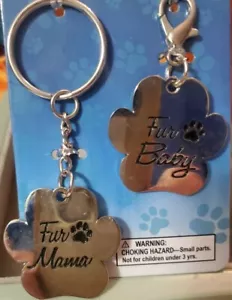 Fur
Mama
Fur
Baby
WARNING:
CHOKING HAZARD—Small parts.
Not for children under 3 yrs.